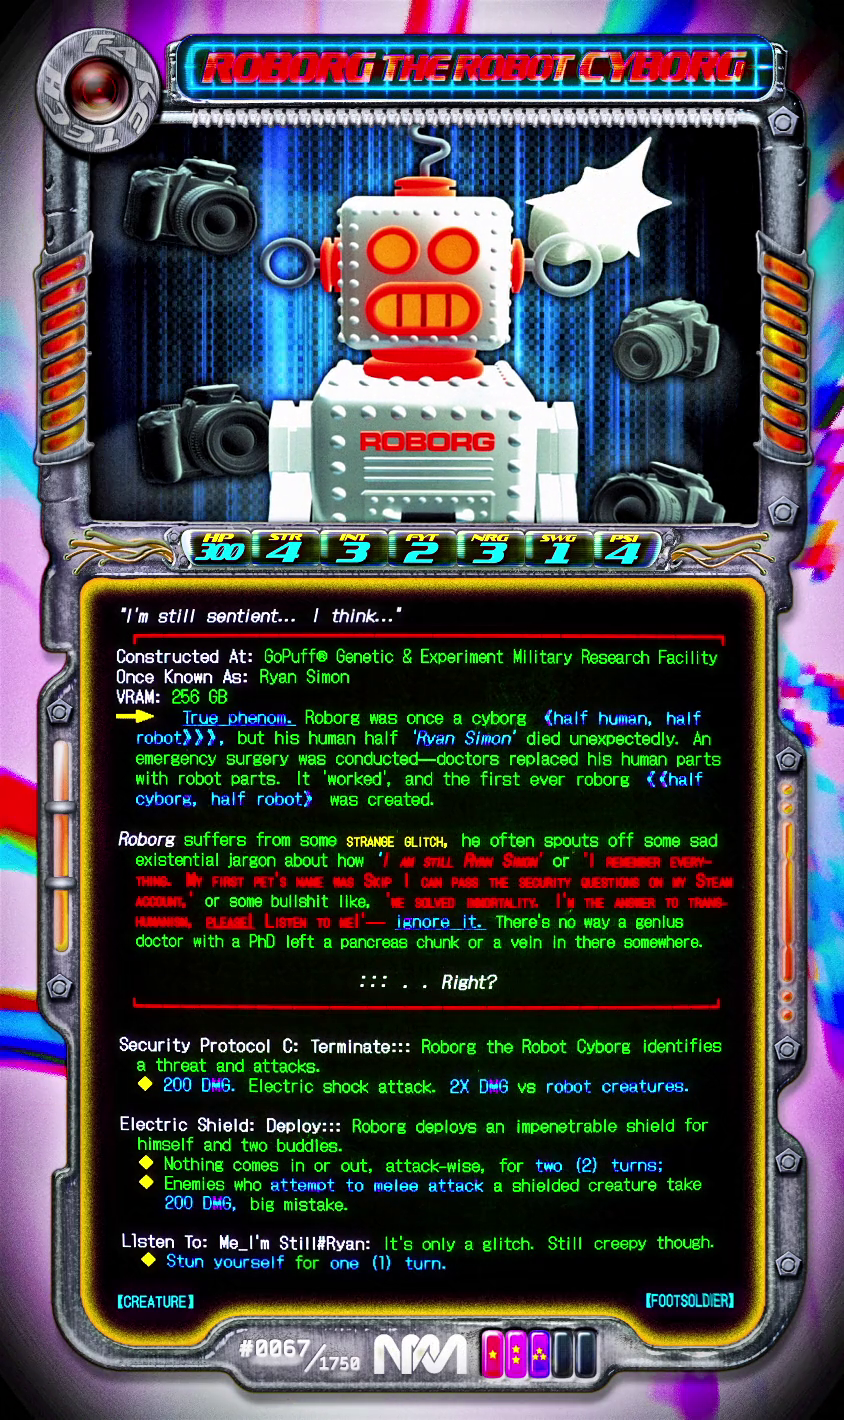 FAKE TECH
ROBORG THE ROBOT CYBORG
ROBORG
HP STR INT FYT NRG SWG PSI
300 4 3 2 3 1 4
"I'm still sentient... I think..."
Constructed At: GoPuff® Genetic & Experiment Military Research Facility
Once Known As: Ryan Simon
VRAM: 256 GB
True phenom. Roborg was once a cyborg 《half human, half
robot》》》, but his human half 'Ryan Simon' died unexpectedly. An
emergency surgery was conducted—doctors replaced his human parts
with robot parts. It 'worked', and the first ever roborg 《《half
cyborg, half robot》 was created.
Roborg suffers from some STRANGE GLITCH, he often spouts off some sad
existential jargon about how 'I AM STILL RYAN SIMON' or 'I REMEMBER EVERY-
THING. MY FIRST PET'S NAME WAS SKIP I CAN PASS THE SECURITY QUESTIONS ON MY STEAM
ACCOUNT,' or some bullshit like, 'WE SOLVED IMMORTALITY. I'M THE ANSWER TO TRANS-
HUMANISM, PLEASE! LISTEN TO ME!'— ignore it. There's no way a genius
doctor with a PhD left a pancreas chunk or a vein in there somewhere.
::: . . Right?
Security Protocol C: Terminate::: Roborg the Robot Cyborg identifies
a threat and attacks.
200 DMG. Electric shock attack. 2X DMG vs robot creatures.
Electric Shield: Deploy::: Roborg deploys an impenetrable shield for
himself and two buddies.
Nothing comes in or out, attack-wise, for two (2) turns;
Enemies who attempt to melee attack a shielded creature take
200 DMG, big mistake.
L1sten To: Me_I'm Still#Ryan: It's only a glitch. Still creepy though.
Stun yourself for one (1) turn.
【CREATURE】
【FOOTSOLDIER】
#0067/1750 NM